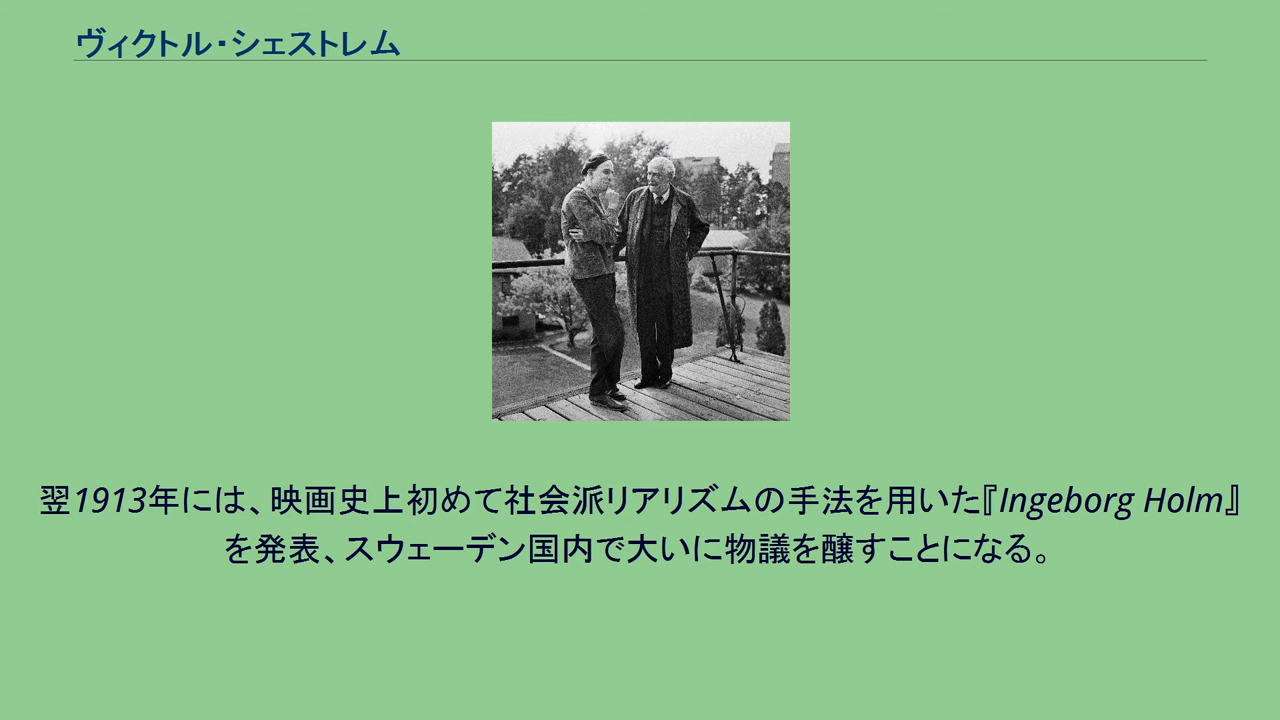 ヴィクトル・シェストレム
翌1913年には、映画史上初めて社会派リアリズムの手法を用いた『Ingeborg Holm』
を発表、スウェーデン国内で大いに物議を醸すことになる。